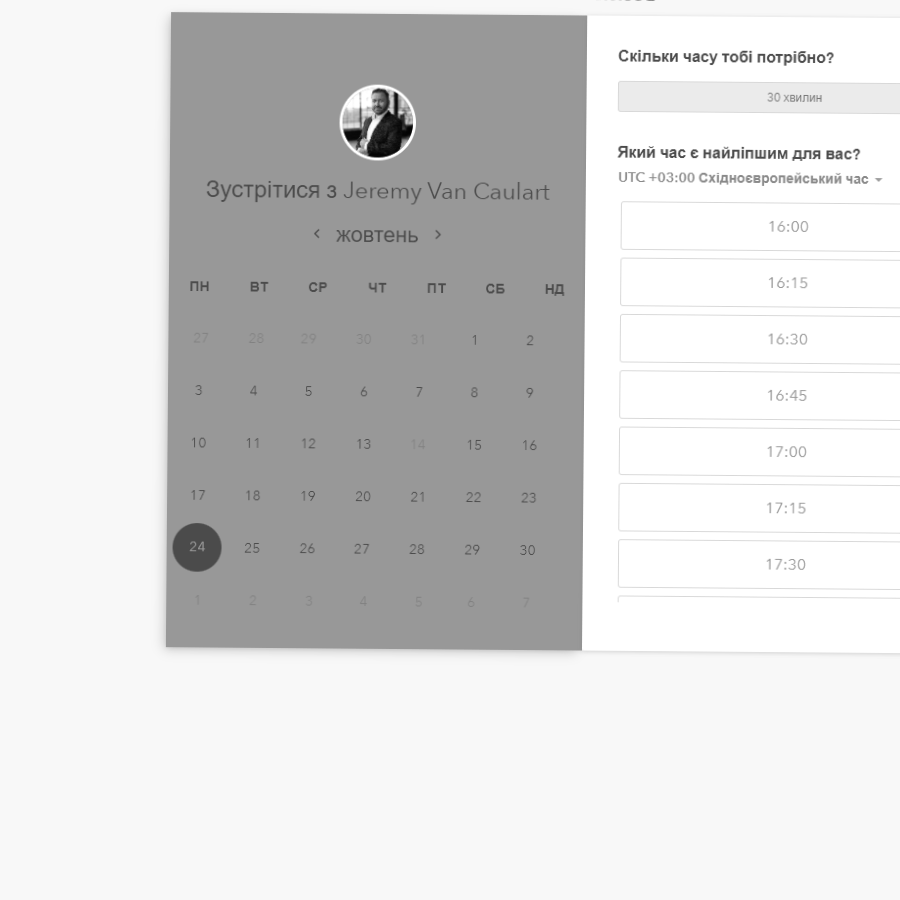 Зустрітися з Jeremy Van Caulart
жовтень
ПН ВТ СР ЧТ ПТ СБ НД
27 28 29 30 31 1 2
3 4 5 6 7 8 9
10 11 12 13 14 15 16
17 18 19 20 21 22 23
24 25 26 27 28 29 30
1 2 3 4 5 6 7
Скільки часу тобі потрібно?
30 хвилин
Який час є найліпшим для вас?
UTC +03:00 Східноєвропейський час
16:00
16:15
16:30
16:45
17:00
17:15
17:30